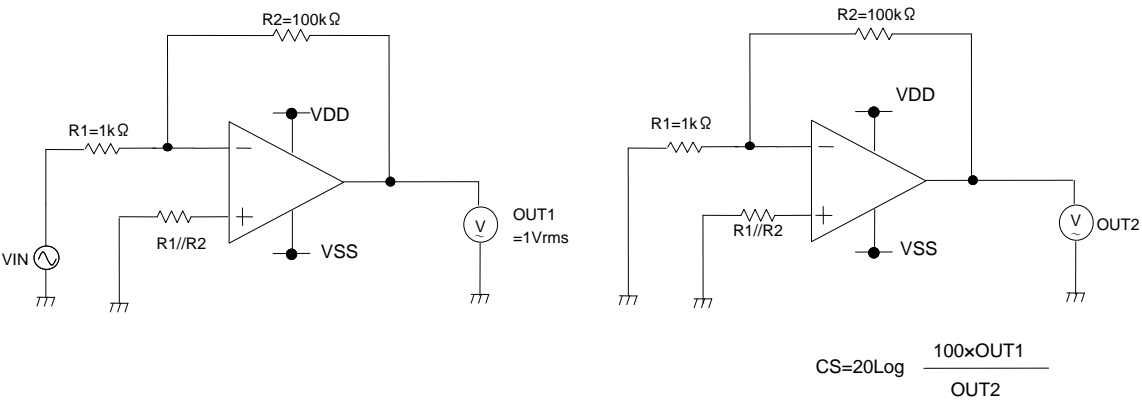 R2=100kΩ
VDD
R1=1kΩ
−
+
R1//R2
VSS
VIN
V
OUT1
=1Vrms
R2=100kΩ
VDD
R1=1kΩ
−
+
R1//R2
VSS
V
OUT2
CS=20Log
100×OUT1
OUT2